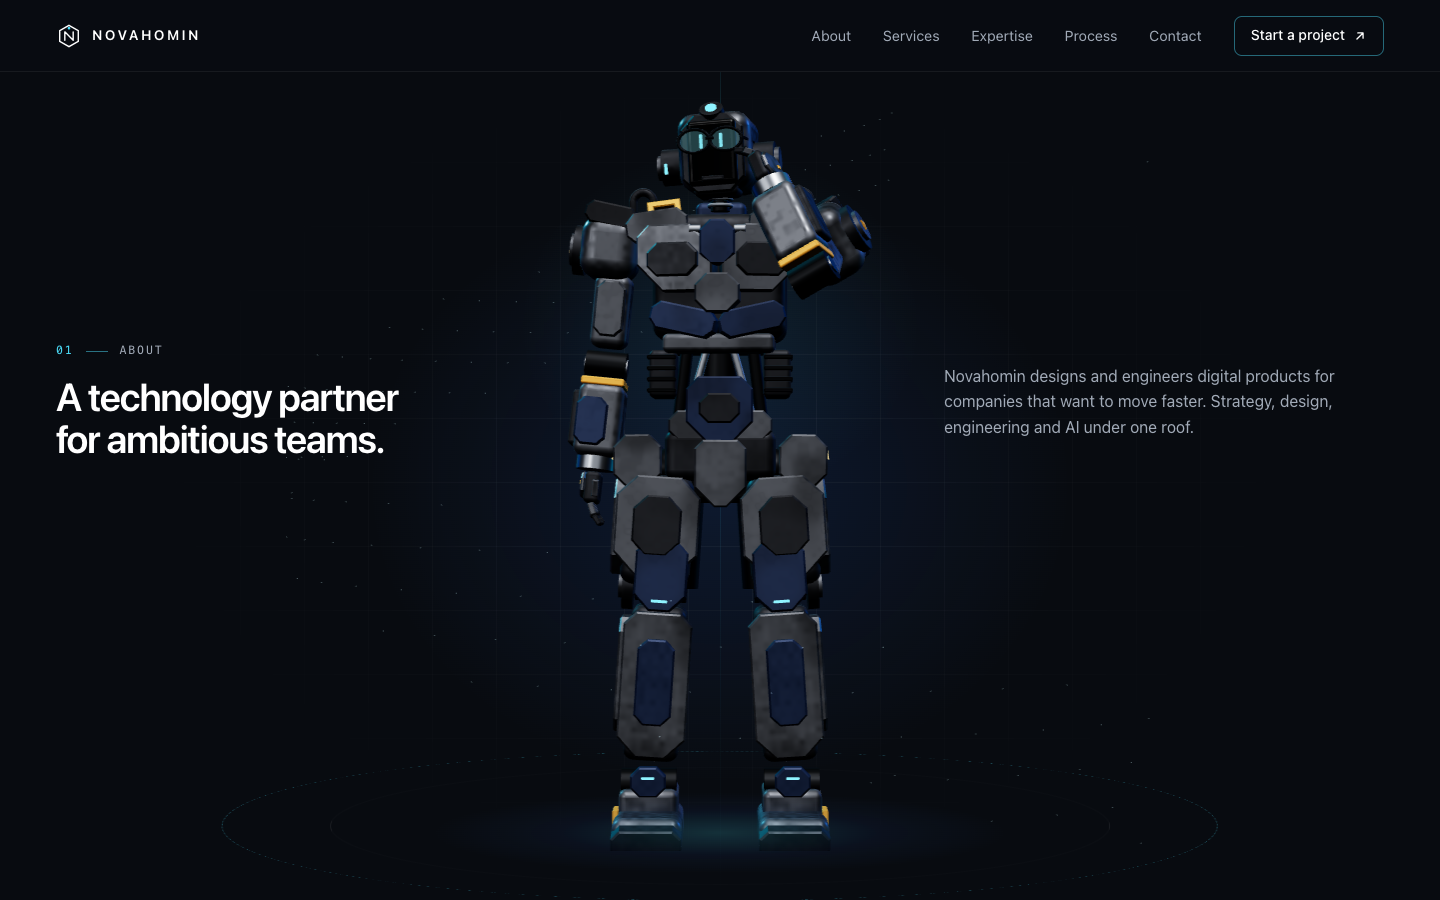 NOVAHOMIN
About
Services
Expertise
Process
Contact
Start a project
01 ABOUT
A technology partner
for ambitious teams.
Novahomin designs and engineers digital products for
companies that want to move faster. Strategy, design,
engineering and AI under one roof.